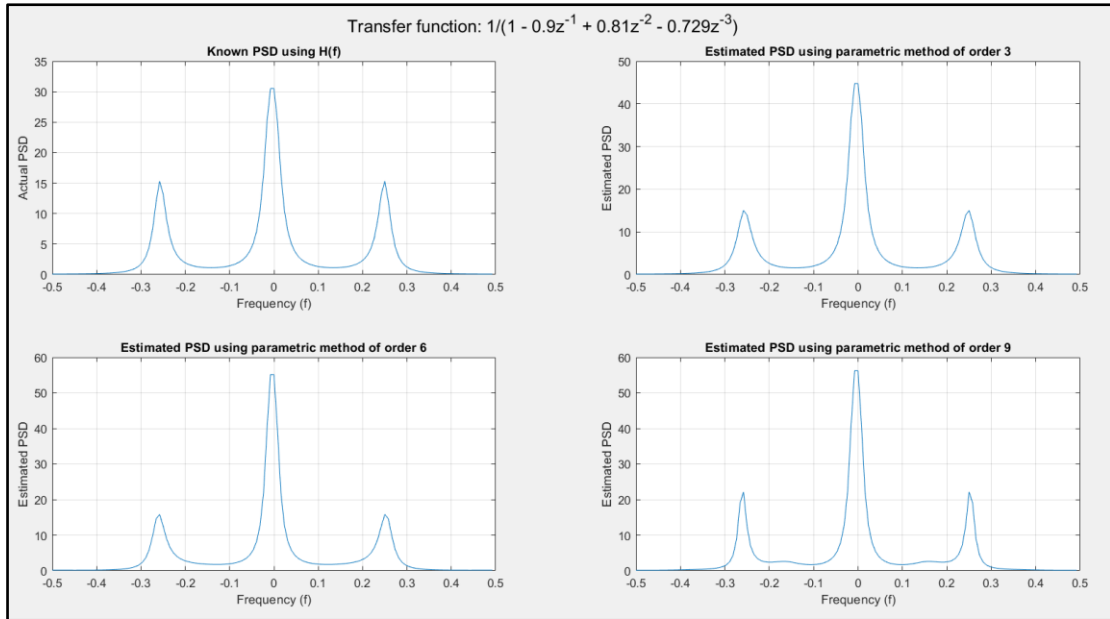 Transfer function: 1/(1 - 0.9z^-1 + 0.81z^-2 - 0.729z^-3)
Known PSD using H(f)
Actual PSD
35
30
25
20
15
10
5
0
-0.5 -0.4 -0.3 -0.2 -0.1 0 0.1 0.2 0.3 0.4 0.5
Frequency (f)
Estimated PSD using parametric method of order 3
Estimated PSD
50
40
30
20
10
0
-0.5 -0.4 -0.3 -0.2 -0.1 0 0.1 0.2 0.3 0.4 0.5
Frequency (f)
Estimated PSD using parametric method of order 6
Estimated PSD
60
50
40
30
20
10
0
-0.5 -0.4 -0.3 -0.2 -0.1 0 0.1 0.2 0.3 0.4 0.5
Frequency (f)
Estimated PSD using parametric method of order 9
Estimated PSD
60
50
40
30
20
10
0
-0.5 -0.4 -0.3 -0.2 -0.1 0 0.1 0.2 0.3 0.4 0.5
Frequency (f)